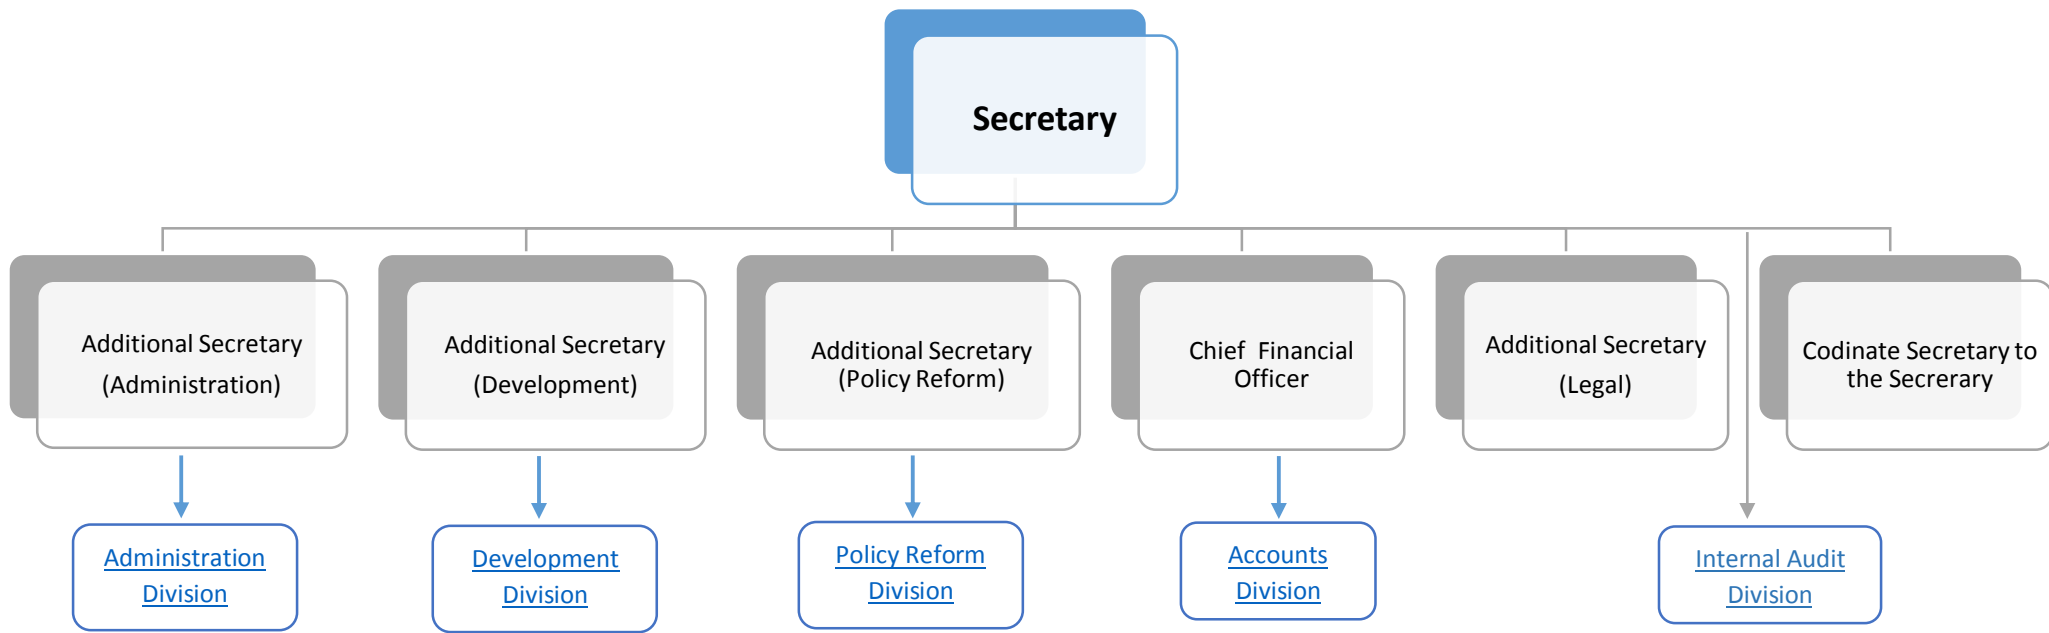 Secretary
Additional Secretary
(Administration)
Additional Secretary
(Development)
Additional Secretary
(Policy Reform)
Chief Financial
Officer
Additional Secretary
(Legal)
Codinate Secretary to
the Secrerary
Administration
Division
Development
Division
Policy Reform
Division
Accounts
Division
Internal Audit
Division